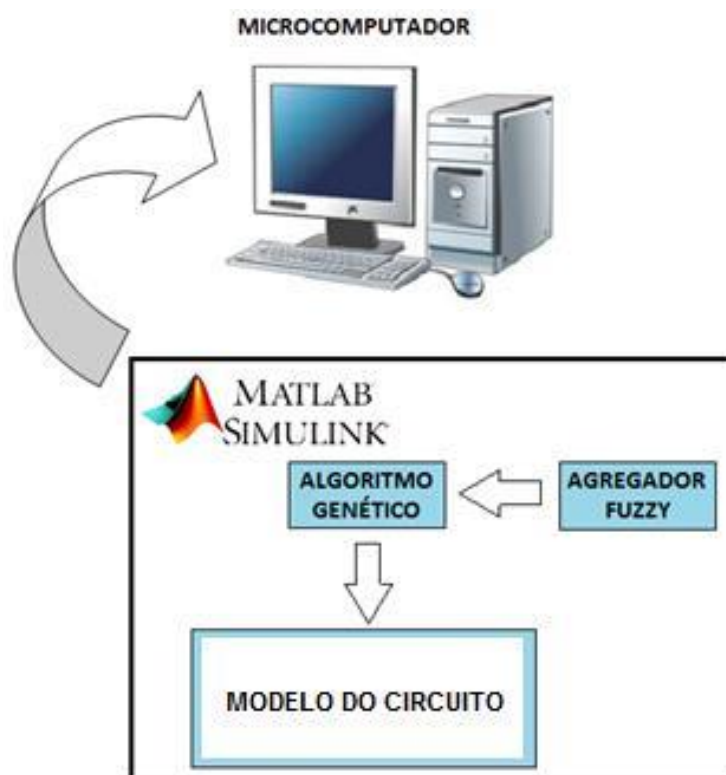 MICROCOMPUTADOR
MATLAB
SIMULINK
ALGORITMO
GENÉTICO
AGREGADOR
FUZZY
MODELO DO CIRCUITO